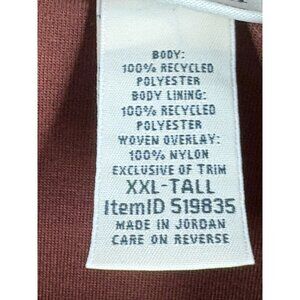 BODY:
100% RECYCLED
POLYESTER
BODY LINING:
100% RECYCLED
POLYESTER
WOVEN OVERLAY:
100% NYLON
EXCLUSIVE OF TRIM
XXL-TALL
ItemID 519835
MADE IN JORDAN
CARE ON REVERSE